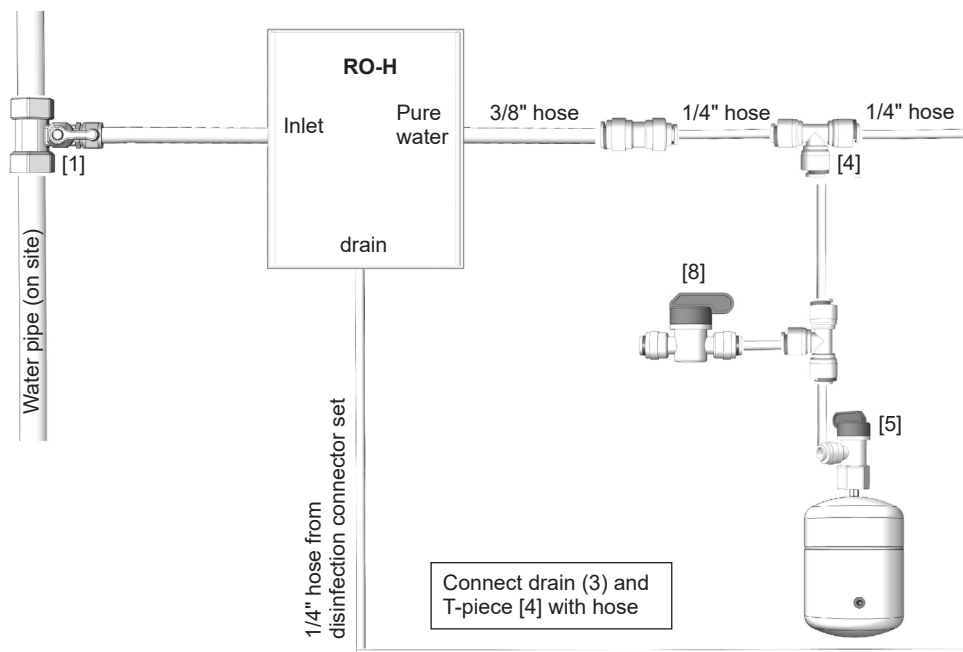 RO-H
Inlet
Pure
water
3/8" hose
1/4" hose
1/4" hose
[1]
[4]
drain
Water pipe (on site)
[8]
[5]
1/4" hose from
disinfection connector set
Connect drain (3) and
T-piece [4] with hose